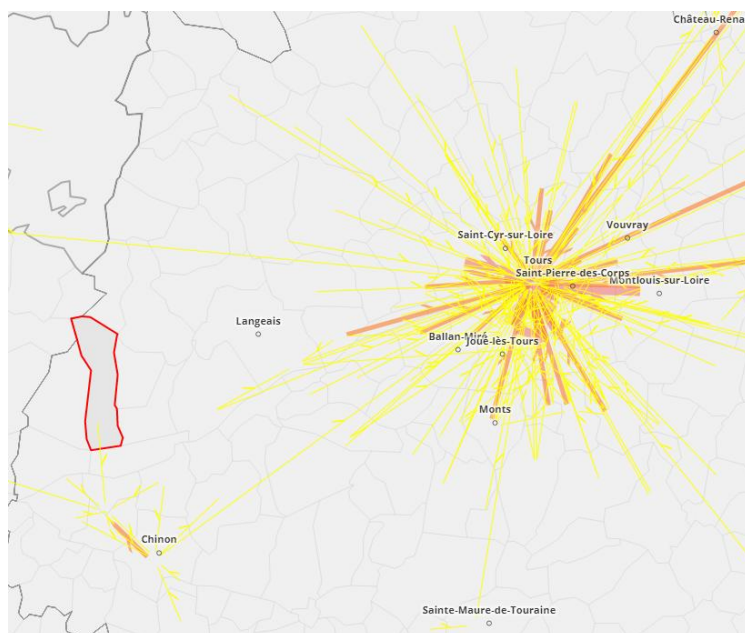 Château-Rena
Saint-Cyr-sur-Loire
Vouvray
Tours
Saint-Pierre-des-Corps
Montlouis-sur-Loire
Langeais
Ballan-Miré
Joué-lès-Tours
Monts
Chinon
Sainte-Maure-de-Touraine